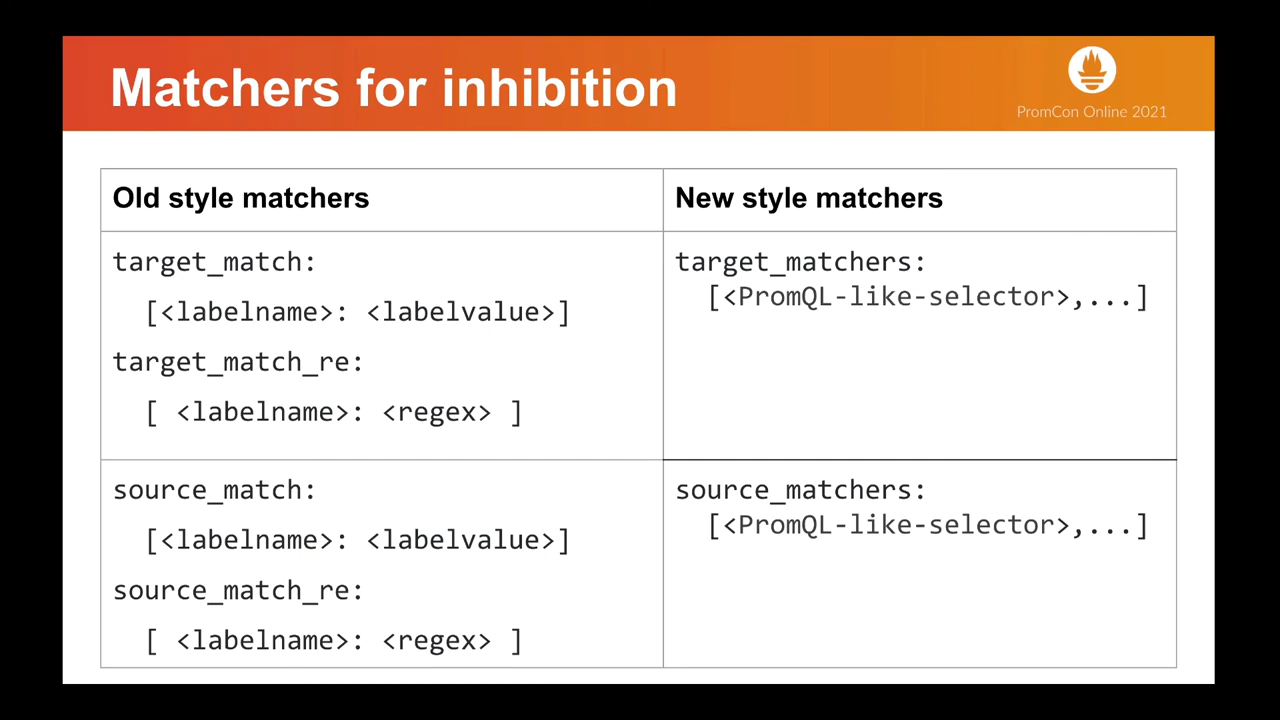 Matchers for inhibition
PromCon Online 2021
Old style matchers
New style matchers
target_match:
[<labelname>: <labelvalue>]
target_match_re:
[ <labelname>: <regex> ]
target_matchers:
[<PromQL-like-selector>,...]
source_match:
[<labelname>: <labelvalue>]
source_match_re:
[ <labelname>: <regex> ]
source_matchers:
[<PromQL-like-selector>,...]